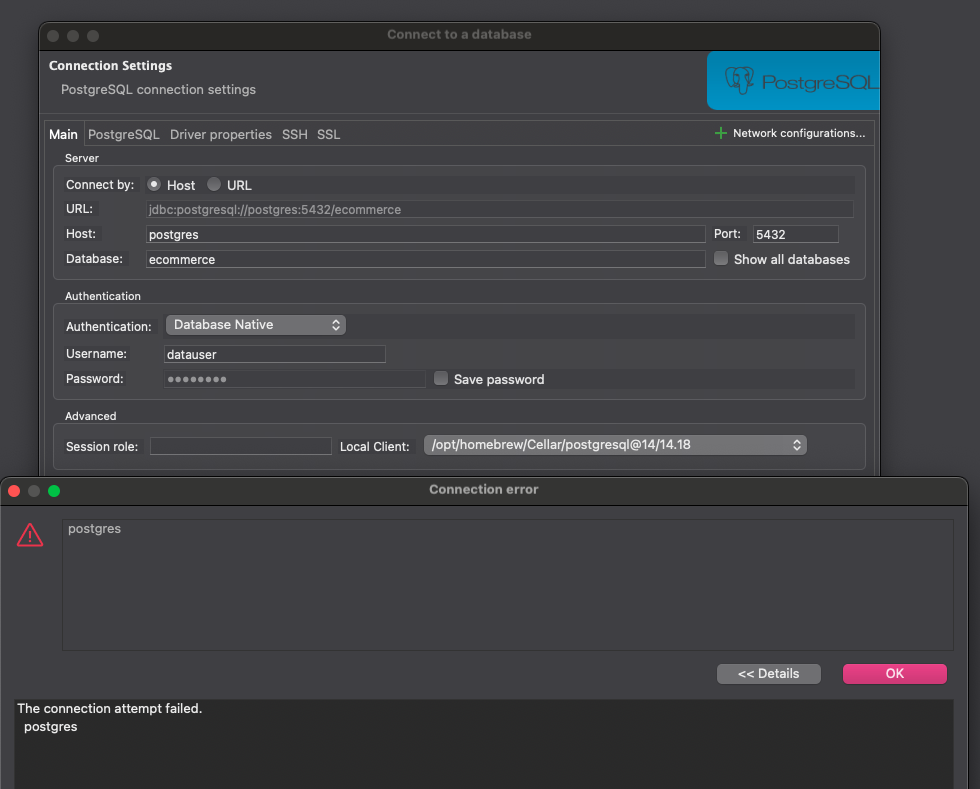 Connect to a database
Connection Settings
PostgreSQL connection settings
PostgreSQL
Main PostgreSQL Driver properties SSH SSL Network configurations...
Server
Connect by: Host URL
URL: jdbc:postgresql://postgres:5432/ecommerce
Host: postgres Port: 5432
Database: ecommerce Show all databases
Authentication
Authentication: Database Native
Username: datauser
Password: •••••••• Save password
Advanced
Session role: Local Client: /opt/homebrew/Cellar/postgresql@14/14.18
Connection error
postgres
<< Details OK
The connection attempt failed.
postgres